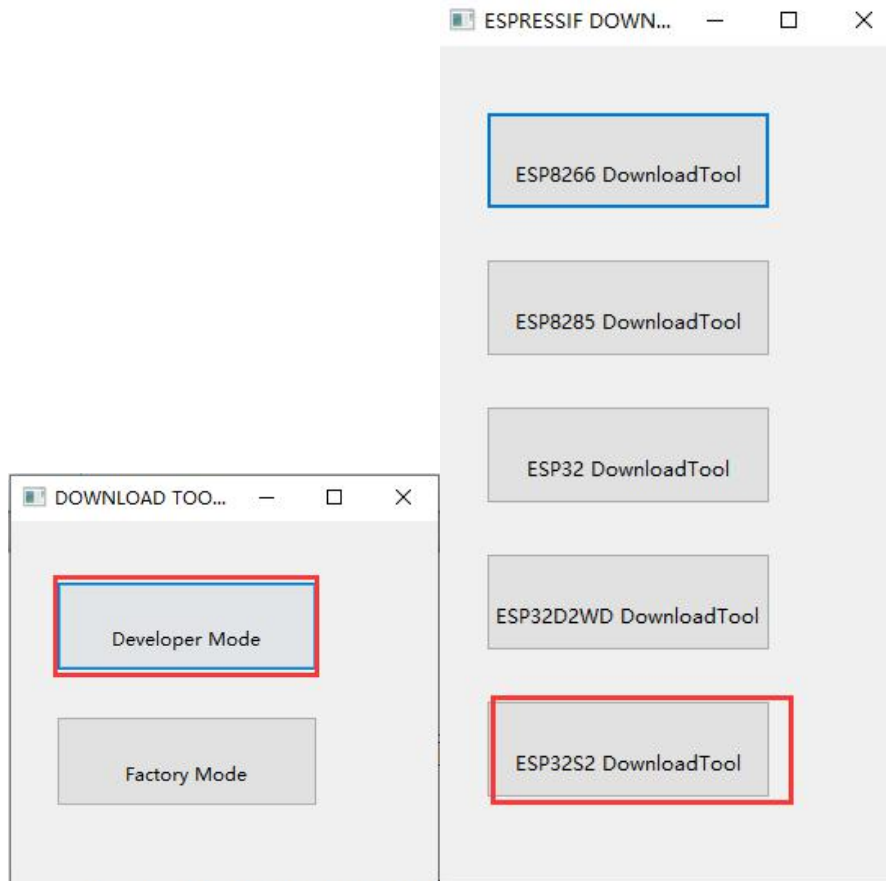 ESPRESSIF DOWN...
ESP8266 DownloadTool
ESP8285 DownloadTool
ESP32 DownloadTool
ESP32D2WD DownloadTool
ESP32S2 DownloadTool
DOWNLOAD TOO...
Developer Mode
Factory Mode